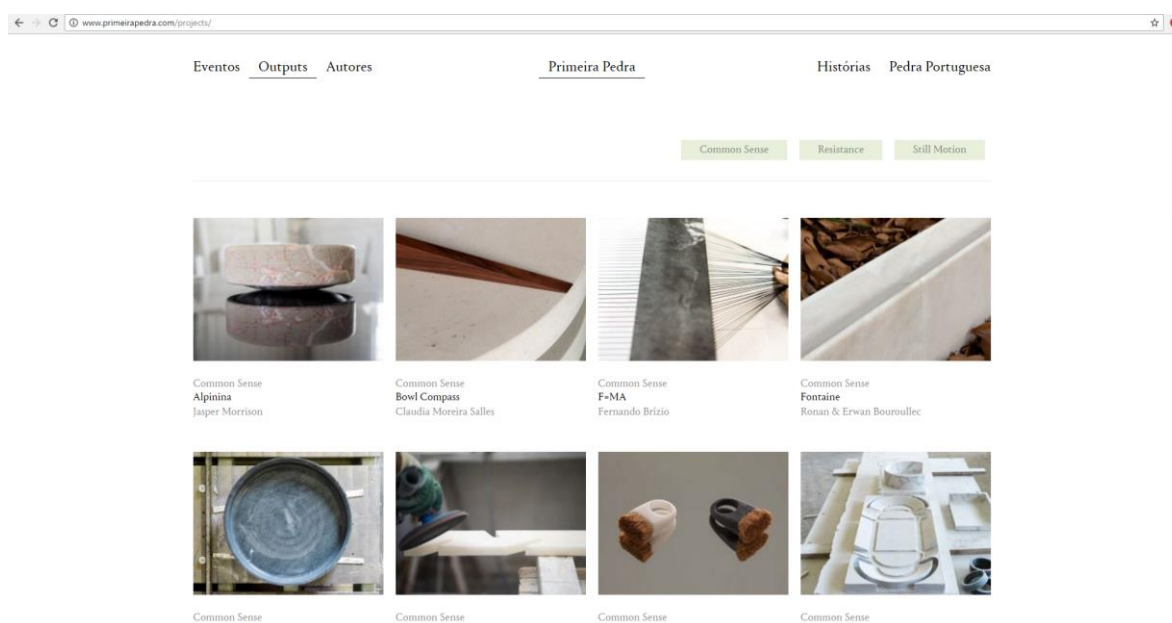 www.primeirapedra.com/projects/
Eventos Outputs Autores Primeira Pedra Histórias Pedra Portuguesa
Common Sense Resistance Still Motion
Common Sense Common Sense Common Sense Common Sense
Alpinina Bowl Compass F=MA Fontaine
Jasper Morrison Claudia Moreira Salles Fernando Brizio Ronan & Erwan Bouroullec
Common Sense Common Sense Common Sense Common Sense